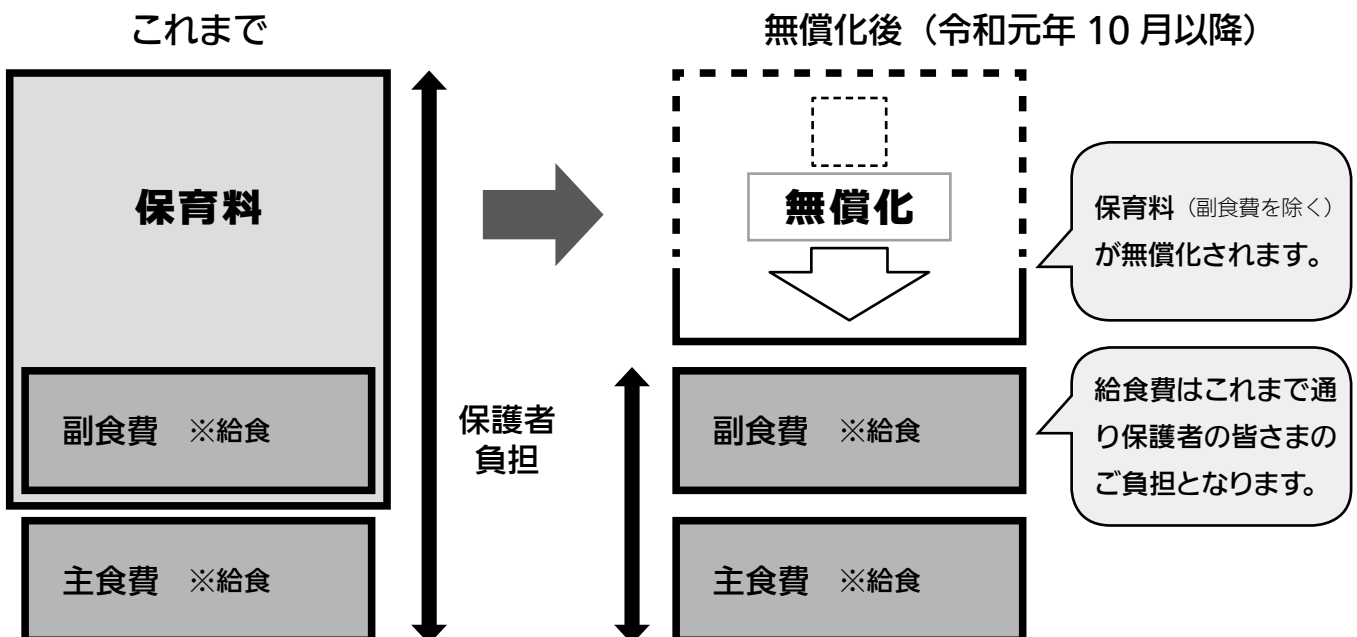 これまで
保育料
副食費 ※給食
主食費 ※給食
保護者
負担
無償化後（令和元年 10 月以降）
無償化
副食費 ※給食
主食費 ※給食
保育料（副食費を除く）
が無償化されます。
給食費はこれまで通
り保護者の皆さまの
ご負担となります。